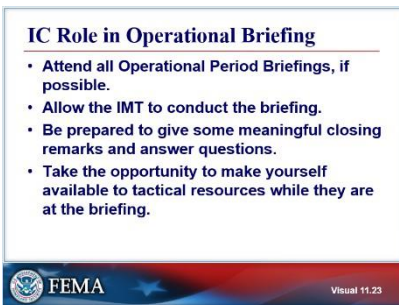 IC Role in Operational Briefing
• Attend all Operational Period Briefings, if
possible.
• Allow the IMT to conduct the briefing.
• Be prepared to give some meaningful closing
remarks and answer questions.
• Take the opportunity to make yourself
available to tactical resources while they are
at the briefing.
FEMA
Visual 11.23